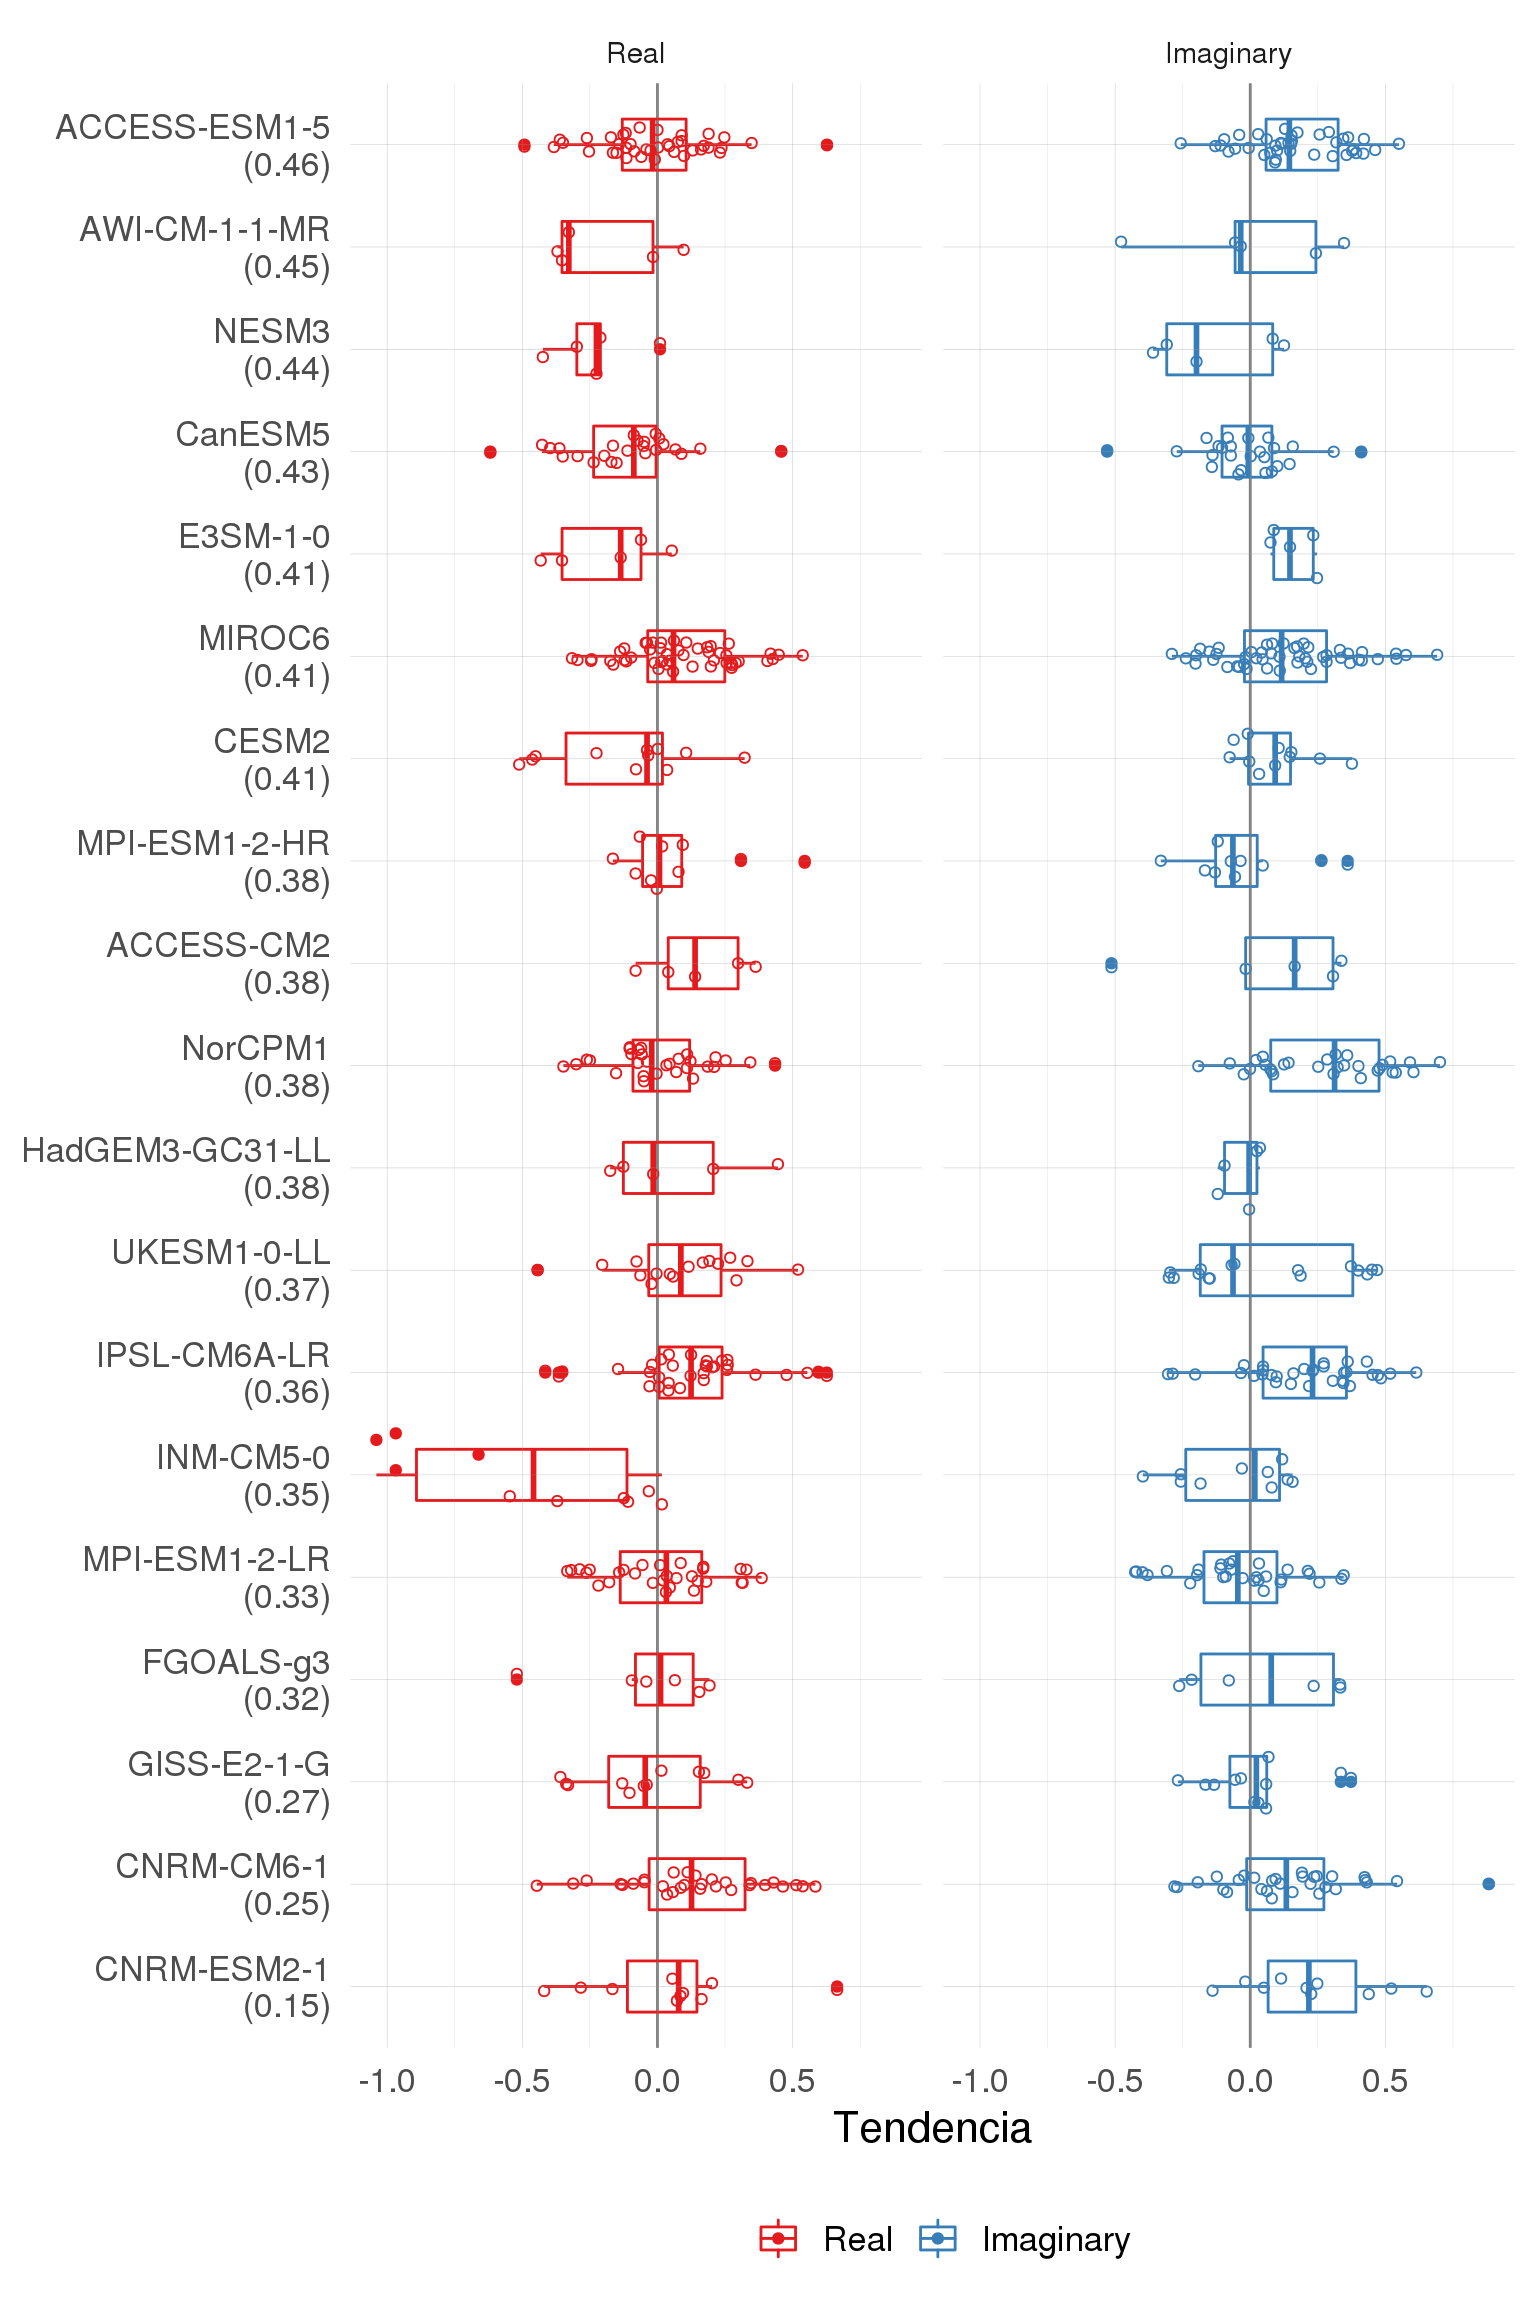 Real
Imaginary
ACCESS-ESM1-5
(0.46)
AWI-CM-1-1-MR
(0.45)
NESM3
(0.44)
CanESM5
(0.43)
E3SM-1-0
(0.41)
MIROC6
(0.41)
CESM2
(0.41)
MPI-ESM1-2-HR
(0.38)
ACCESS-CM2
(0.38)
NorCPM1
(0.38)
HadGEM3-GC31-LL
(0.38)
UKESM1-0-LL
(0.37)
IPSL-CM6A-LR
(0.36)
INM-CM5-0
(0.35)
MPI-ESM1-2-LR
(0.33)
FGOALS-g3
(0.32)
GISS-E2-1-G
(0.27)
CNRM-CM6-1
(0.25)
CNRM-ESM2-1
(0.15)
-1.0 -0.5 0.0 0.5
-1.0 -0.5 0.0 0.5
Tendencia
Real
Imaginary